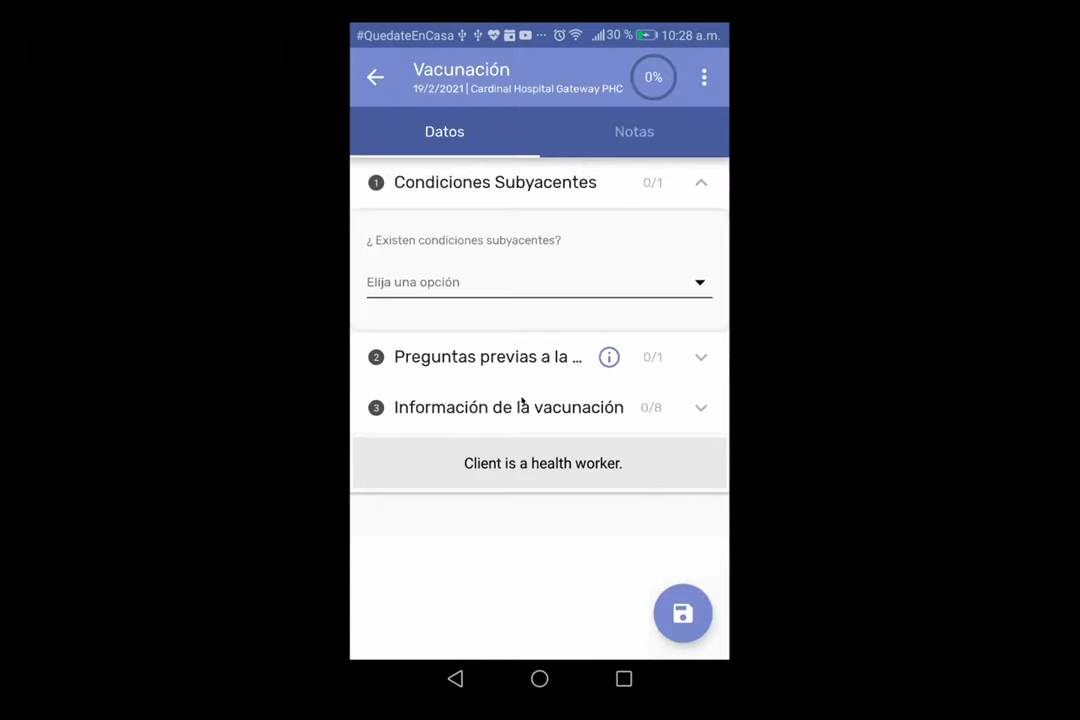 #QuedateEnCasa 30 % 10:28 a.m.
Vacunación
19/2/2021 | Cardinal Hospital Gateway PHC
0%
Datos
Notas
1 Condiciones Subyacentes 0/1
¿ Existen condiciones subyacentes?
Elija una opción
2 Preguntas previas a la ... i 0/1
3 Información de la vacunación 0/8
Client is a health worker.